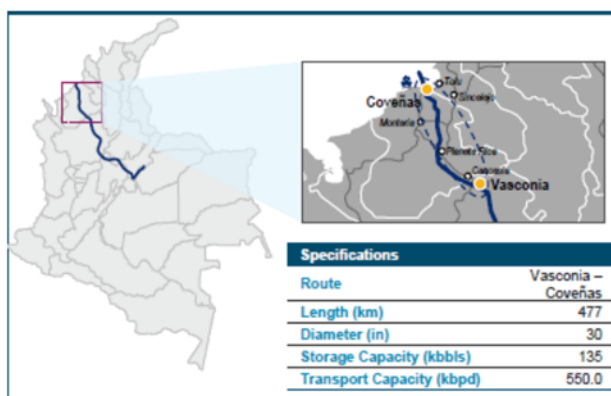 Tolu
Coveñas
Sincelejo
Montería
Planeta Rica
Caucasia
Vasconia
Specifications
Route Vasconia –
Coveñas
Length (km) 477
Diameter (in) 30
Storage Capacity (kbbls) 135
Transport Capacity (kbpd) 550.0